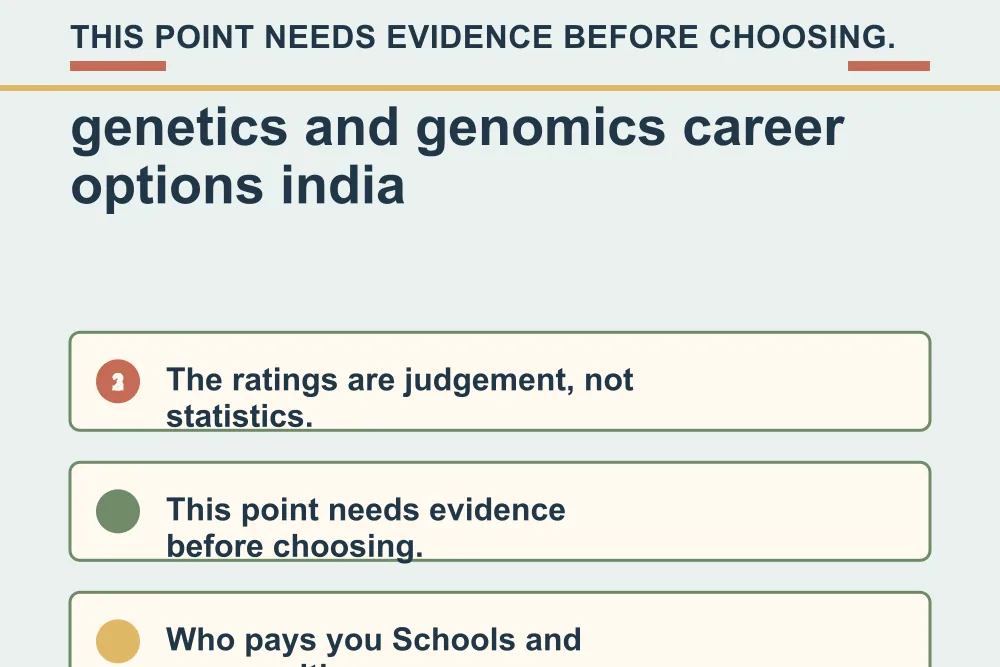 THIS POINT NEEDS EVIDENCE BEFORE CHOOSING.
genetics and genomics career
options india
The ratings are judgement, not
statistics.
This point needs evidence
before choosing.
Who pays you Schools and